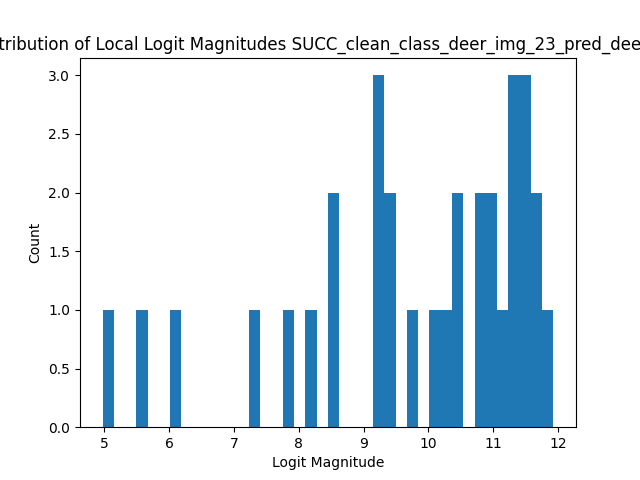 tribution of Local Logit Magnitudes SUCC_clean_class_deer_img_23_pred_dee
3.0
2.5
2.0
1.5
1.0
0.5
0.0
Count
5 6 7 8 9 10 11 12
Logit Magnitude